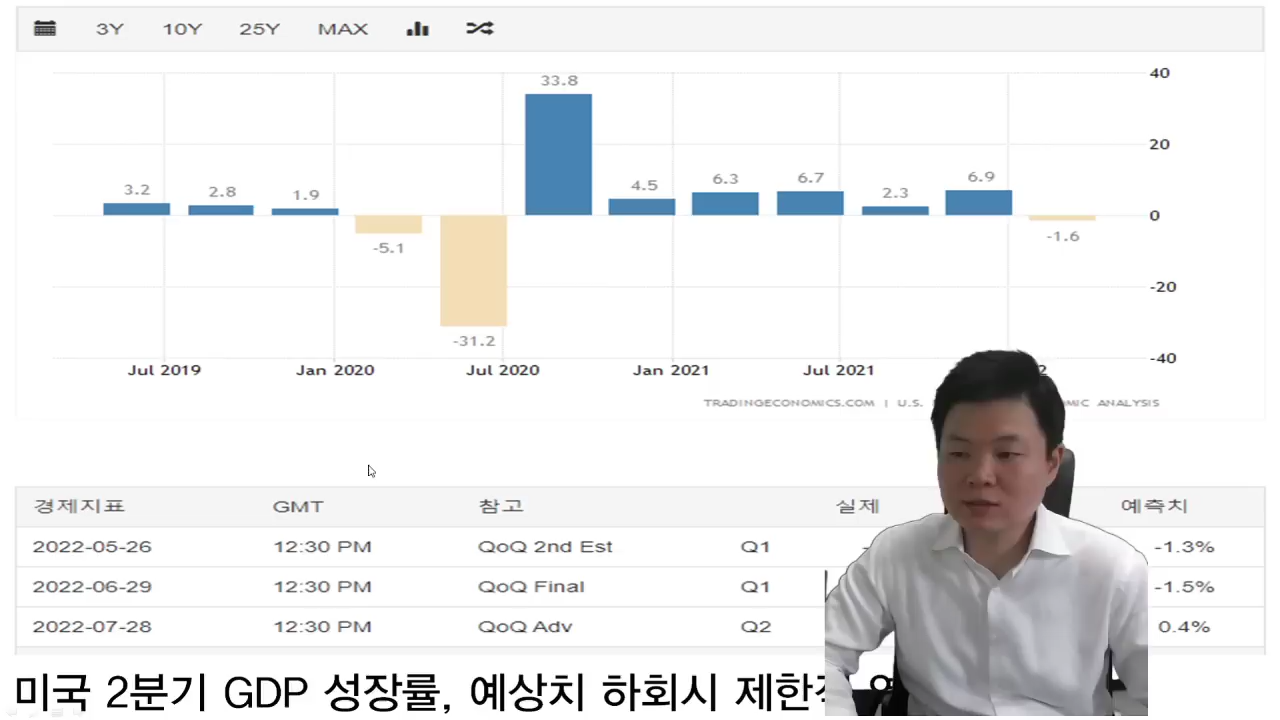 3Y 10Y 25Y MAX
40
33.8
20
3.2 2.8 1.9 4.5 6.3 6.7 2.3 6.9
0
-5.1 -1.6
-20
-31.2
-40
Jul 2019 Jan 2020 Jul 2020 Jan 2021 Jul 2021
TRADINGECONOMICS.COM | U.S. ANALYSIS
경제지표 GMT 참고 실제 예측치
2022-05-26 12:30 PM QoQ 2nd Est Q1 -1.3%
2022-06-29 12:30 PM QoQ Final Q1 -1.5%
2022-07-28 12:30 PM QoQ Adv Q2 0.4%
미국 2분기 GDP 성장률, 예상치 하회시